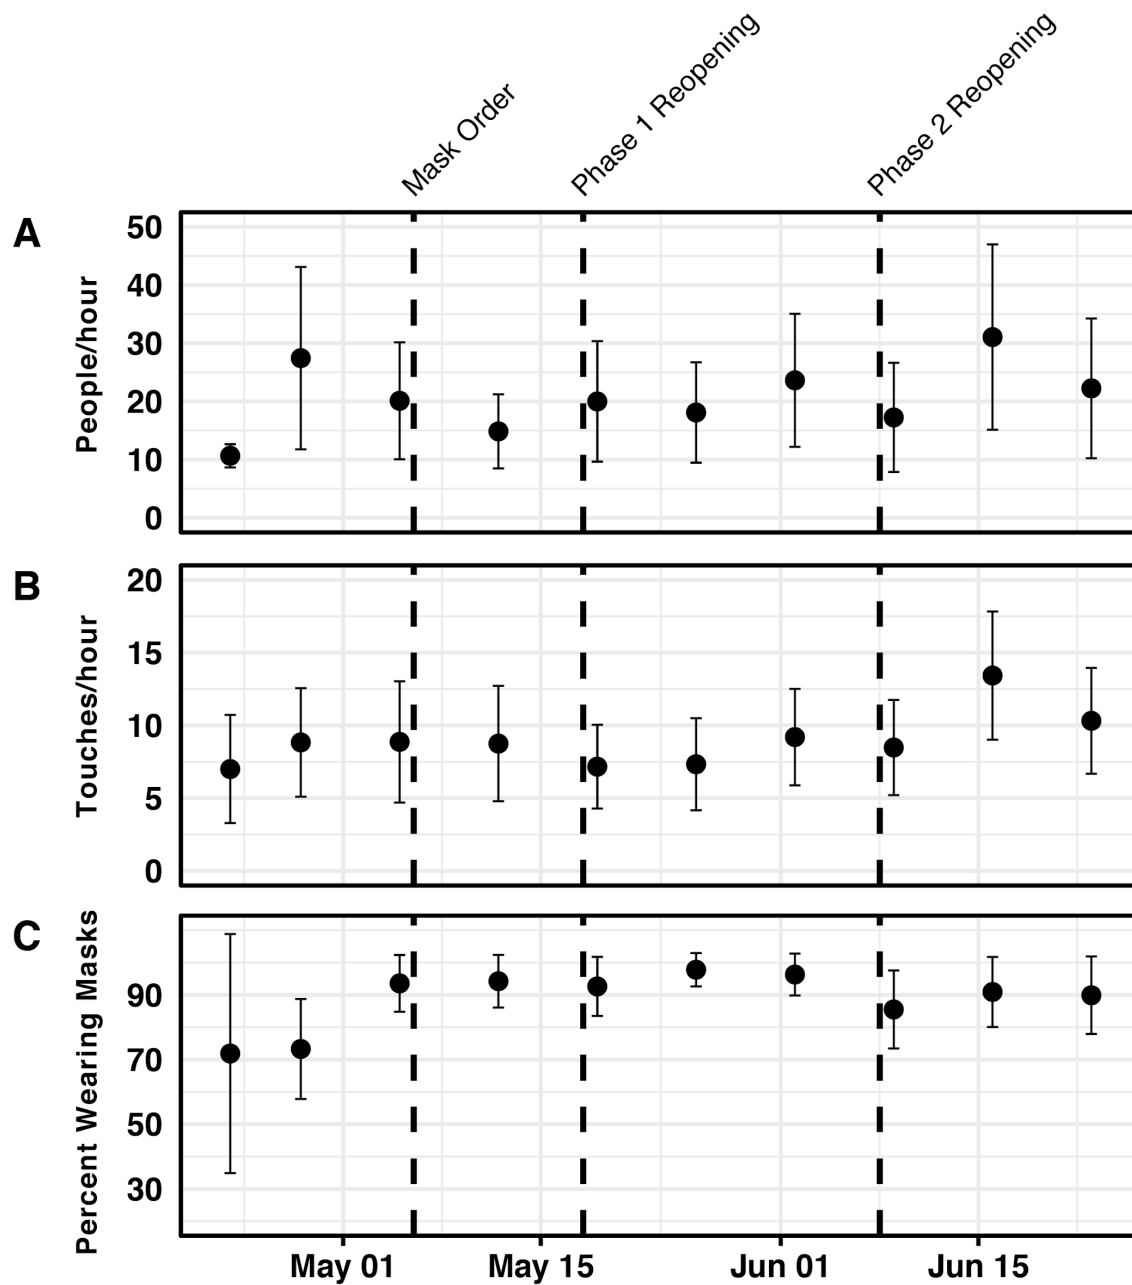 Mask Order
Phase 1 Reopening
Phase 2 Reopening
A
People/hour
50
40
30
20
10
0
B
Touches/hour
20
15
10
5
0
C
Percent Wearing Masks
90
70
50
30
May 01
May 15
Jun 01
Jun 15